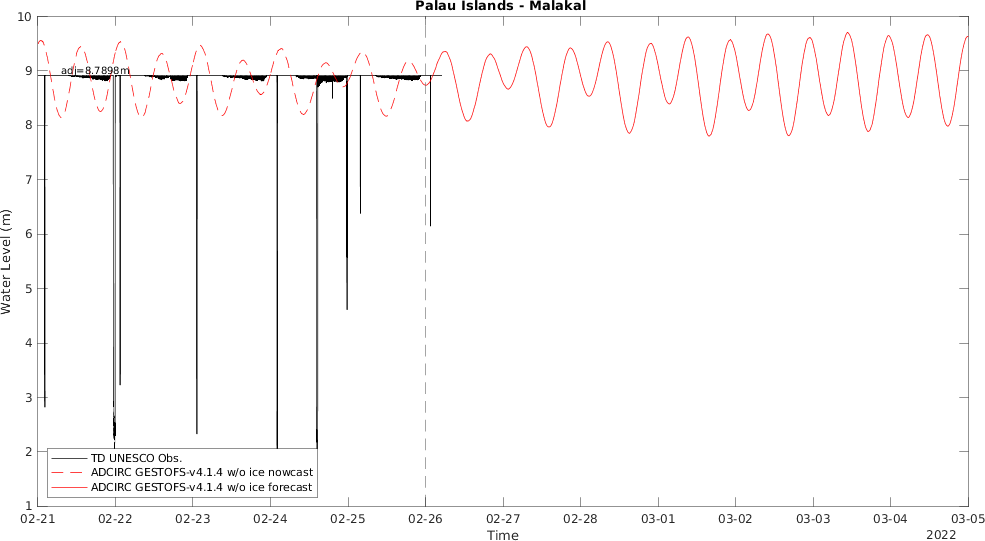 Palau Islands - Malakal
10
9
8
7
6
5
4
3
2
1
Water Level (m)
adj=8.7898m
TD UNESCO Obs.
ADCIRC GESTOFS-v4.1.4 w/o ice nowcast
ADCIRC GESTOFS-v4.1.4 w/o ice forecast
02-21 02-22 02-23 02-24 02-25 02-26 02-27 02-28 03-01 03-02 03-03 03-04 03-05
Time
2022